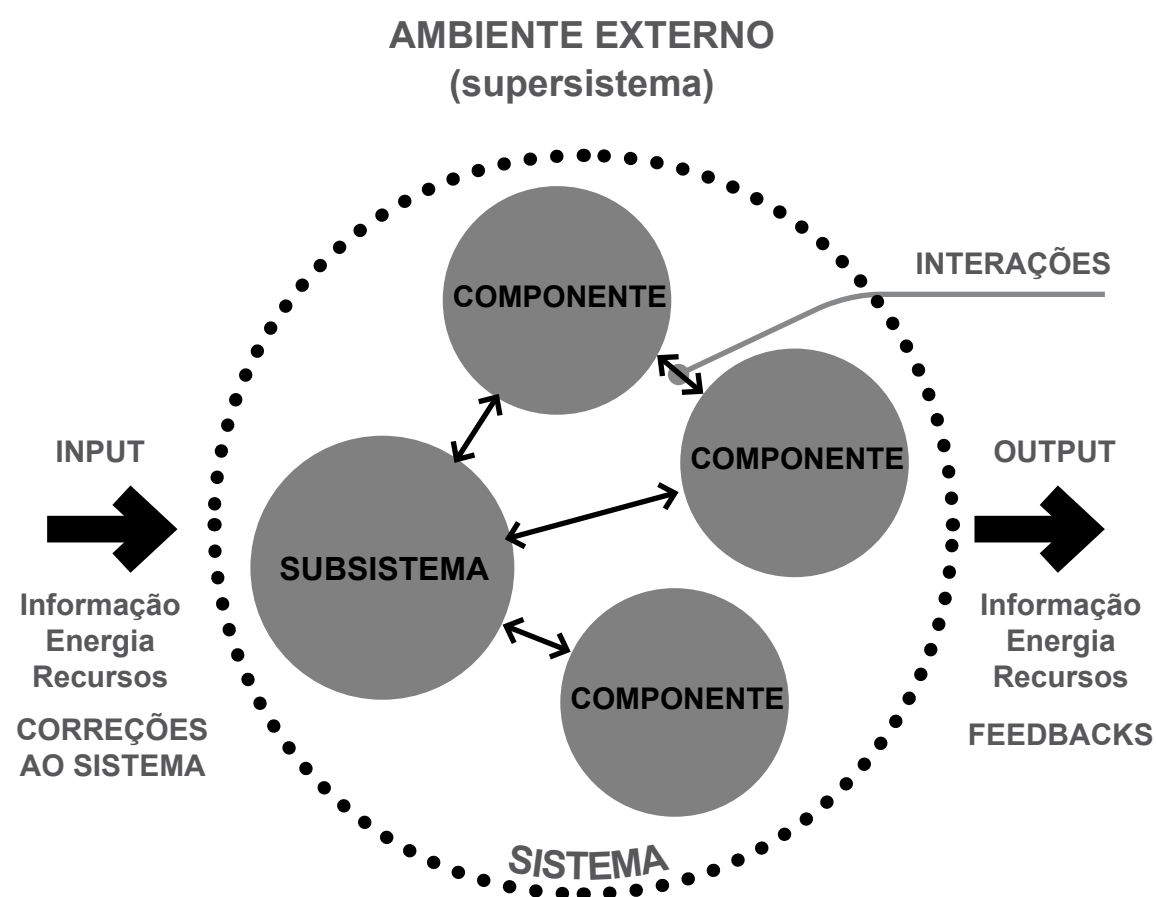 AMBIENTE EXTERNO
(supersistema)
INTERAÇÕES
COMPONENTE
COMPONENTE
SUBSISTEMA
COMPONENTE
SISTEMA
INPUT
Informação
Energia
Recursos
CORREÇÕES
AO SISTEMA
OUTPUT
Informação
Energia
Recursos
FEEDBACKS